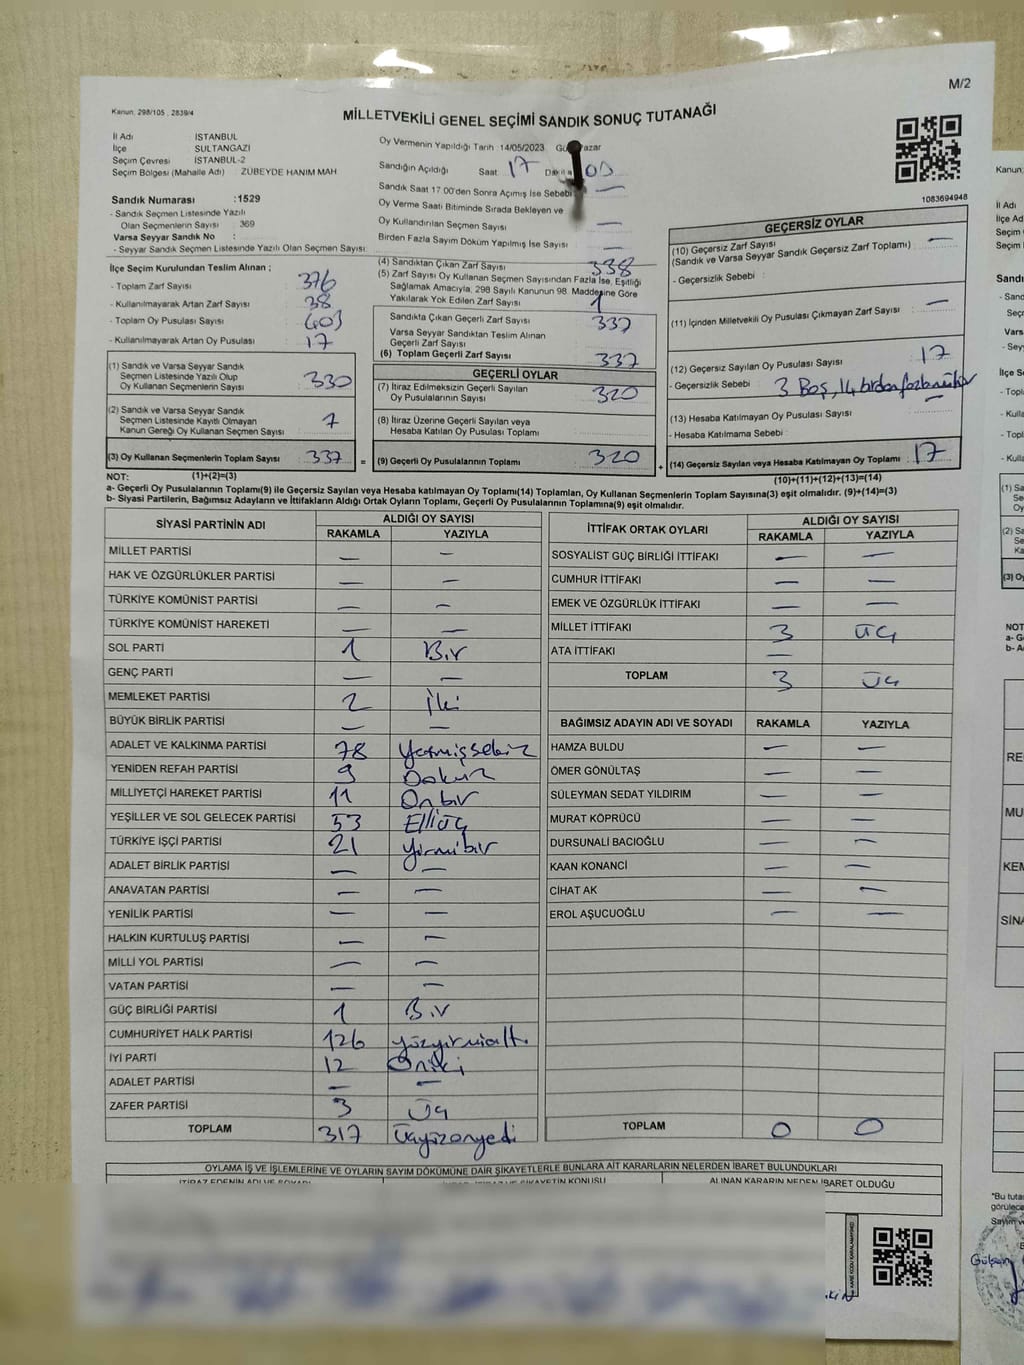 M/2
Kanun: 298/105 , 2839/4
MİLLETVEKİLİ GENEL SEÇİMİ SANDIK SONUÇ TUTANAĞI
İl Adı : İSTANBUL
İlçe : SULTANGAZİ
Seçim Çevresi : İSTANBUL-2
Seçim Bölgesi (Mahalle Adı) : ZÜBEYDE HANIM MAH
Sandık Numarası :1529
- Sandık Seçmen Listesinde Yazılı
Olan Seçmenlerin Sayısı : 369
Varsa Seyyar Sandık No :
- Seyyar Sandık Seçmen Listesinde Yazılı Olan Seçmen Sayısı:
İlçe Seçim Kurulundan Teslim Alınan ;
- Toplam Zarf Sayısı : 376
- Kullanılmayarak Artan Zarf Sayısı : 38
- Toplam Oy Pusulası Sayısı : 403
- Kullanılmayarak Artan Oy Pusulası : 17
(1) Sandık ve Varsa Seyyar Sandık
Seçmen Listesinde Yazılı Olup
Oy Kullanan Seçmenlerin Sayısı : 330
(2) Sandık ve Varsa Seyyar Sandık
Seçmen Listesinde Kayıtlı Olmayan
Kanun Gereği Oy Kullanan Seçmen Sayısı : 7
(3) Oy Kullanan Seçmenlerin Toplam Sayısı : 337
Oy Vermenin Yapıldığı Tarih : 14/05/2023
Sandığın Açıldığı Saat : 17
Sandık Saat 17.00'den Sonra Açımış İse Sebebi : —
Oy Verme Saati Bitiminde Sırada Bekleyen ve
Oy Kullandırılan Seçmen Sayısı : —
Birden Fazla Sayım Döküm Yapılmış İse Sayısı : —
(4) Sandıktan Çıkan Zarf Sayısı : 338
(5) Zarf Sayısı Oy Kullanan Seçmen Sayısından Fazla İse, Eşitliği
Sağlamak Amacıyla; 298 Sayılı Kanunun 98. Maddesine Göre
Yakılarak Yok Edilen Zarf Sayısı : 1
Sandıkta Çıkan Geçerli Zarf Sayısı : 337
Varsa Seyyar Sandıktan Teslim Alınan
Geçerli Zarf Sayısı :
(6) Toplam Geçerli Zarf Sayısı : 337
GEÇERLİ OYLAR
(7) İtiraz Edilmeksizin Geçerli Sayılan
Oy Pusulalarının Sayısı : 320
(8) İtiraz Üzerine Geçerli Sayılan veya
Hesaba Katılan Oy Pusulası Toplamı :
= (9) Geçerli Oy Pusulalarının Toplamı : 320
1083694948
GEÇERSİZ OYLAR
(10) Geçersiz Zarf Sayısı : —
(Sandık ve Varsa Seyyar Sandık Geçersiz Zarf Toplamı)
- Geçersizlik Sebebi :
(11) İçinden Milletvekili Oy Pusulası Çıkmayan Zarf Sayısı : —
(12) Geçersiz Sayılan Oy Pusulası Sayısı : 17
- Geçersizlik Sebebi : 3 Boş, 14 birden fazla mühür
(13) Hesaba Katılmayan Oy Pusulası Sayısı : —
- Hesaba Katılmama Sebebi :
+ (14) Geçersiz Sayılan veya Hesaba Katılmayan Oy Toplamı : 17
NOT: (1)+(2)=(3) (10)+(11)+(12)+(13)=(14)
a- Geçerli Oy Pusulalarının Toplamı(9) ile Geçersiz Sayılan veya Hesaba katılmayan Oy Toplamı(14) Toplamları, Oy Kullanan Seçmenlerin Toplam Sayısına(3) eşit olmalıdır. (9)+(14)=(3)
b- Siyasi Partilerin, Bağımsız Adayların ve İttifakların Aldığı Ortak Oyların Toplamı, Geçerli Oy Pusulalarının Toplamına(9) eşit olmalıdır.
SİYASİ PARTİNİN ADI ALDIĞI OY SAYISI
RAKAMLA YAZIYLA
MİLLET PARTİSİ — —
HAK VE ÖZGÜRLÜKLER PARTİSİ — —
TÜRKİYE KOMÜNİST PARTİSİ — —
TÜRKİYE KOMÜNİST HAREKETİ — —
SOL PARTİ 1 Bir
GENÇ PARTİ — —
MEMLEKET PARTİSİ 2 İki
BÜYÜK BİRLİK PARTİSİ — —
ADALET VE KALKINMA PARTİSİ 78 Yetmişsekiz
YENİDEN REFAH PARTİSİ 9 Dokuz
MİLLİYETÇİ HAREKET PARTİSİ 11 Onbir
YEŞİLLER VE SOL GELECEK PARTİSİ 53 Elliüç
TÜRKİYE İŞÇİ PARTİSİ 21 Yirmibir
ADALET BİRLİK PARTİSİ — —
ANAVATAN PARTİSİ — —
YENİLİK PARTİSİ — —
HALKIN KURTULUŞ PARTİSİ — —
MİLLİ YOL PARTİSİ — —
VATAN PARTİSİ — —
GÜÇ BİRLİĞİ PARTİSİ 1 Bir
CUMHURİYET HALK PARTİSİ 126 Yüzyirmialtı
İYİ PARTİ 12 Oniki
ADALET PARTİSİ — —
ZAFER PARTİSİ 3 Üç
TOPLAM 317 Üçyüzonyedi
İTTİFAK ORTAK OYLARI ALDIĞI OY SAYISI
RAKAMLA YAZIYLA
SOSYALİST GÜÇ BİRLİĞİ İTTİFAKI — —
CUMHUR İTTİFAKI — —
EMEK VE ÖZGÜRLÜK İTTİFAKI — —
MİLLET İTTİFAKI 3 ÜÇ
ATA İTTİFAKI —
TOPLAM 3 Üç
BAĞIMSIZ ADAYIN ADI VE SOYADI RAKAMLA YAZIYLA
HAMZA BULDU — —
ÖMER GÖNÜLTAŞ — —
SÜLEYMAN SEDAT YILDIRIM — —
MURAT KÖPRÜCÜ — —
DURSUNALİ BACIOĞLU — —
KAAN KONANCİ — —
CİHAT AK — —
EROL AŞUCUOĞLU — —
TOPLAM 0 0
OYLAMA İŞ VE İŞLEMLERİNE VE OYLARIN SAYIM DÖKÜMÜNE DAİR ŞİKAYETLERLE BUNLARA AİT KARARLARIN NELERDEN İBARET BULUNDUKLARI
ALINAN KARARIN NEDEN İBARET OLDUĞU